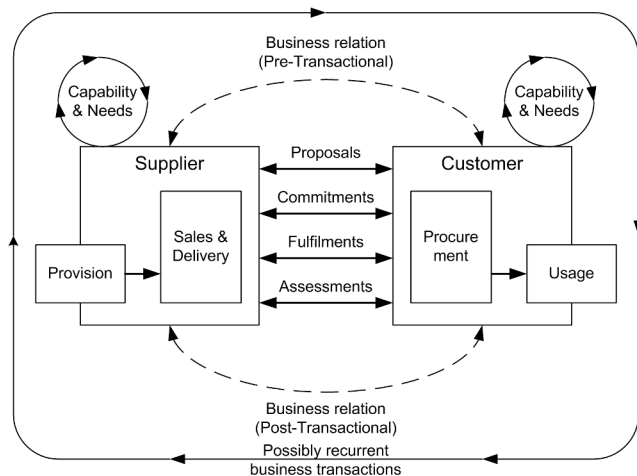 Business relation
(Pre-Transactional)
Capability
& Needs
Capability
& Needs
Supplier
Proposals
Customer
Commitments
Sales &
Delivery
Procure
ment
Fulfilments
Provision
Usage
Assessments
Business relation
(Post-Transactional)
Possibly recurrent
business transactions